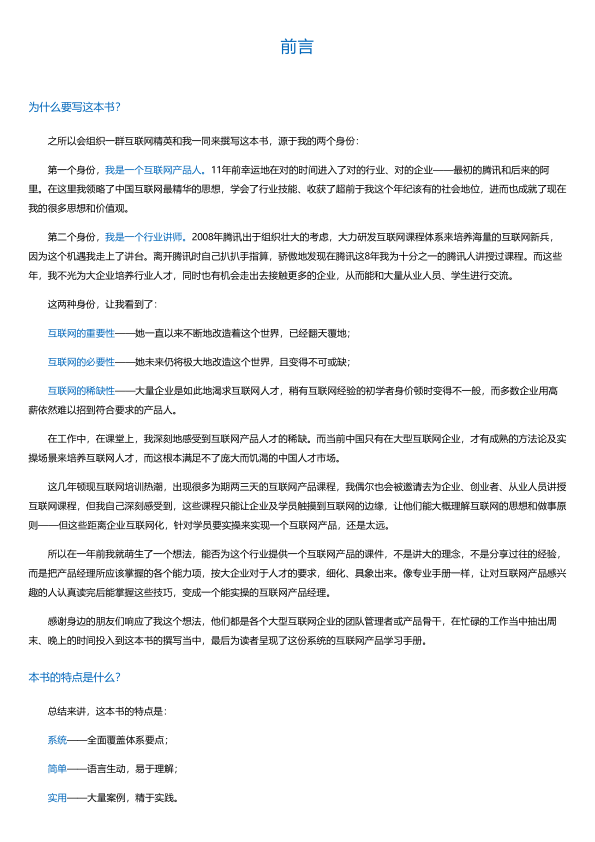 前言
为什么要写这本书？
之所以会组织一群互联网精英和我一同来撰写这本书，源于我的两个身份：
第一个身份，我是一个互联网产品人。11年前幸运地在对的时间进入了对的行业、对的企业——最初的腾讯和后来的阿
里。在这里我领略了中国互联网最精华的思想，学会了行业技能、收获了超前于我这个年纪该有的社会地位，进而也成就了现在
我的很多思想和价值观。
第二个身份，我是一个行业讲师。2008年腾讯出于组织壮大的考虑，大力研发互联网课程体系来培养海量的互联网新兵，
因为这个机遇我走上了讲台。离开腾讯时自己扒扒手指算，骄傲地发现在腾讯这8年我为十分之一的腾讯人讲授过课程。而这些
年，我不光为大企业培养行业人才，同时也有机会走出去接触更多的企业，从而能和大量从业人员、学生进行交流。
这两种身份，让我看到了：
互联网的重要性——她一直以来不断地改造着这个世界，已经翻天覆地；
互联网的必要性——她未来仍将极大地改造这个世界，且变得不可或缺；
互联网的稀缺性——大量企业是如此地渴求互联网人才，稍有互联网经验的初学者身价顿时变得不一般，而多数企业用高
薪依然难以招到符合要求的产品人。
在工作中，在课堂上，我深刻地感受到互联网产品人才的稀缺。而当前中国只有在大型互联网企业，才有成熟的方法论及实
操场景来培养互联网人才，而这根本满足不了庞大而饥渴的中国人才市场。
这几年顿现互联网培训热潮，出现很多为期两三天的互联网产品课程，我偶尔也会被邀请去为企业、创业者、从业人员讲授
互联网课程，但我自己深刻感受到，这些课程只能让企业及学员触摸到互联网的边缘，让他们能大概理解互联网的思想和做事原
则——但这些距离企业互联网化，针对学员要实操来实现一个互联网产品，还是太远。
所以在一年前我就萌生了一个想法，能否为这个行业提供一个互联网产品的课件，不是讲大的理念，不是分享过往的经验，
而是把产品经理所应该掌握的各个能力项，按大企业对于人才的要求，细化、具象出来。像专业手册一样，让对互联网产品感兴
趣的人认真读完后能掌握这些技巧，变成一个能实操的互联网产品经理。
感谢身边的朋友们响应了我这个想法，他们都是各个大型互联网企业的团队管理者或产品骨干，在忙碌的工作当中抽出周
末、晚上的时间投入到这本书的撰写当中，最后为读者呈现了这份系统的互联网产品学习手册。
本书的特点是什么？
总结来讲，这本书的特点是：
系统——全面覆盖体系要点；
简单——语言生动，易于理解；
实用——大量案例，精于实践。